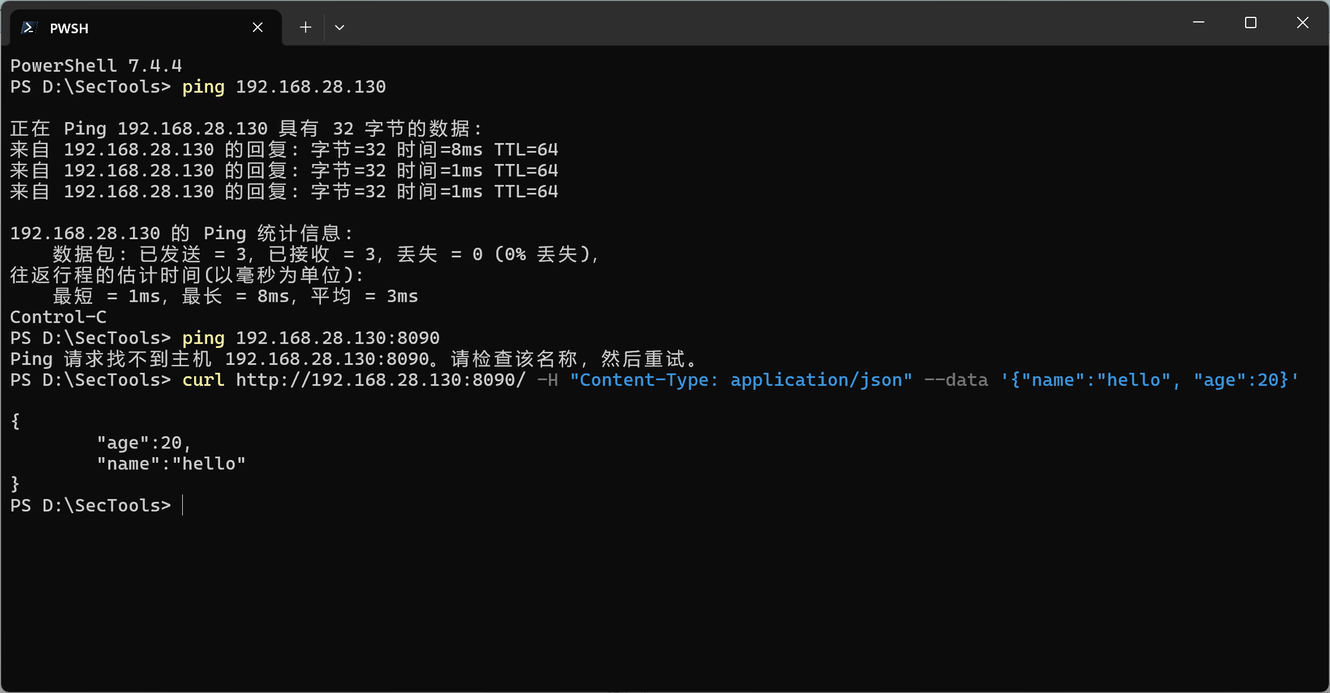 PWSH
PowerShell 7.4.4
PS D:\SecTools> ping 192.168.28.130
正在 Ping 192.168.28.130 具有 32 字节的数据:
来自 192.168.28.130 的回复: 字节=32 时间=8ms TTL=64
来自 192.168.28.130 的回复: 字节=32 时间=1ms TTL=64
来自 192.168.28.130 的回复: 字节=32 时间=1ms TTL=64
192.168.28.130 的 Ping 统计信息:
    数据包: 已发送 = 3, 已接收 = 3, 丢失 = 0 (0% 丢失),
往返行程的估计时间(以毫秒为单位):
    最短 = 1ms, 最长 = 8ms, 平均 = 3ms
Control-C
PS D:\SecTools> ping 192.168.28.130:8090
Ping 请求找不到主机 192.168.28.130:8090。请检查该名称, 然后重试。
PS D:\SecTools> curl http://192.168.28.130:8090/ -H "Content-Type: application/json" --data '{"name":"hello", "age":20}'
{
        "age":20,
        "name":"hello"
}
PS D:\SecTools>